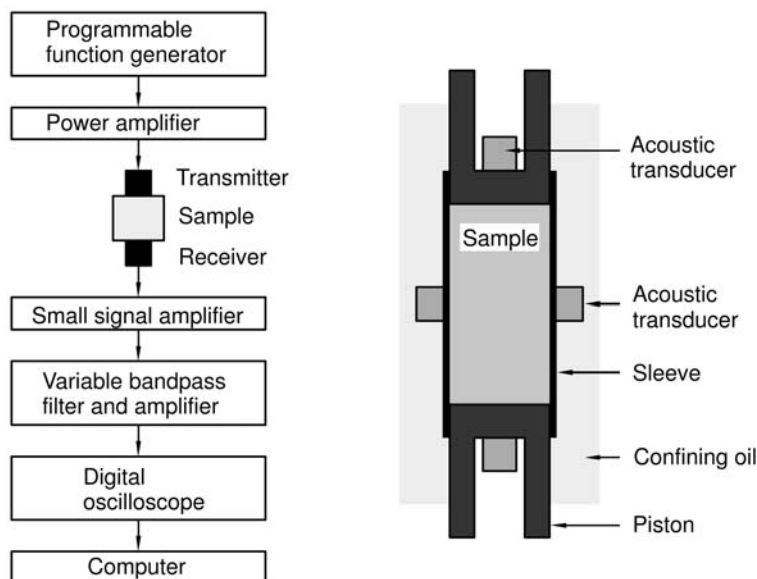 Programmable
function generator
Power amplifier
Transmitter
Sample
Receiver
Small signal amplifier
Variable bandpass
filter and amplifier
Digital
oscilloscope
Computer
Acoustic
transducer
Sample
Acoustic
transducer
Sleeve
Confining oil
Piston